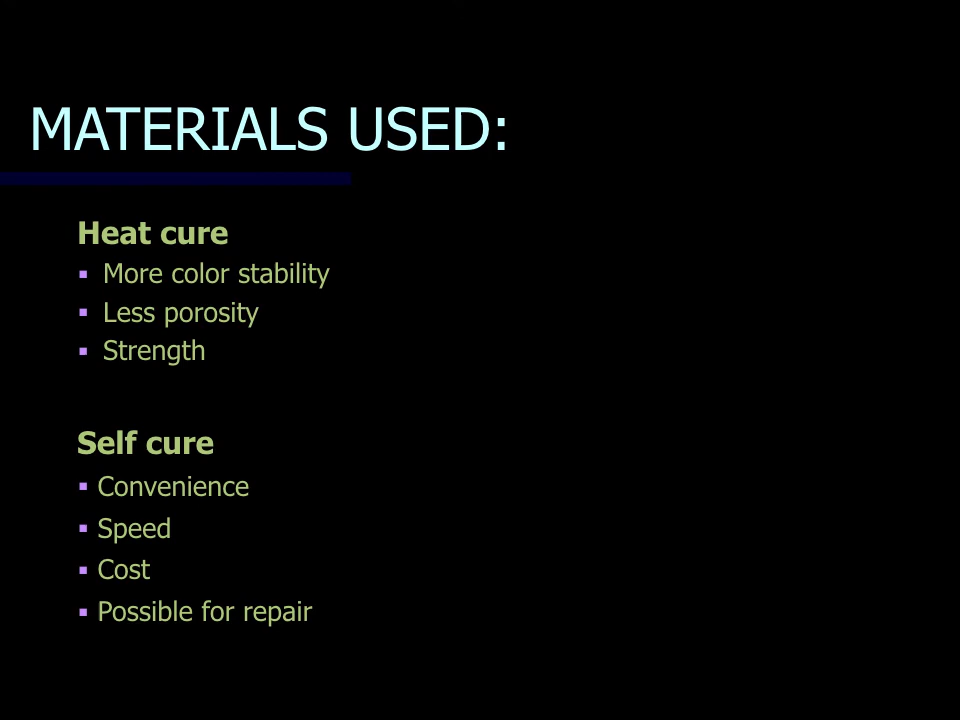 MATERIALS USED:
Heat cure
▪ More color stability
▪ Less porosity
▪ Strength
Self cure
▪ Convenience
▪ Speed
▪ Cost
▪ Possible for repair